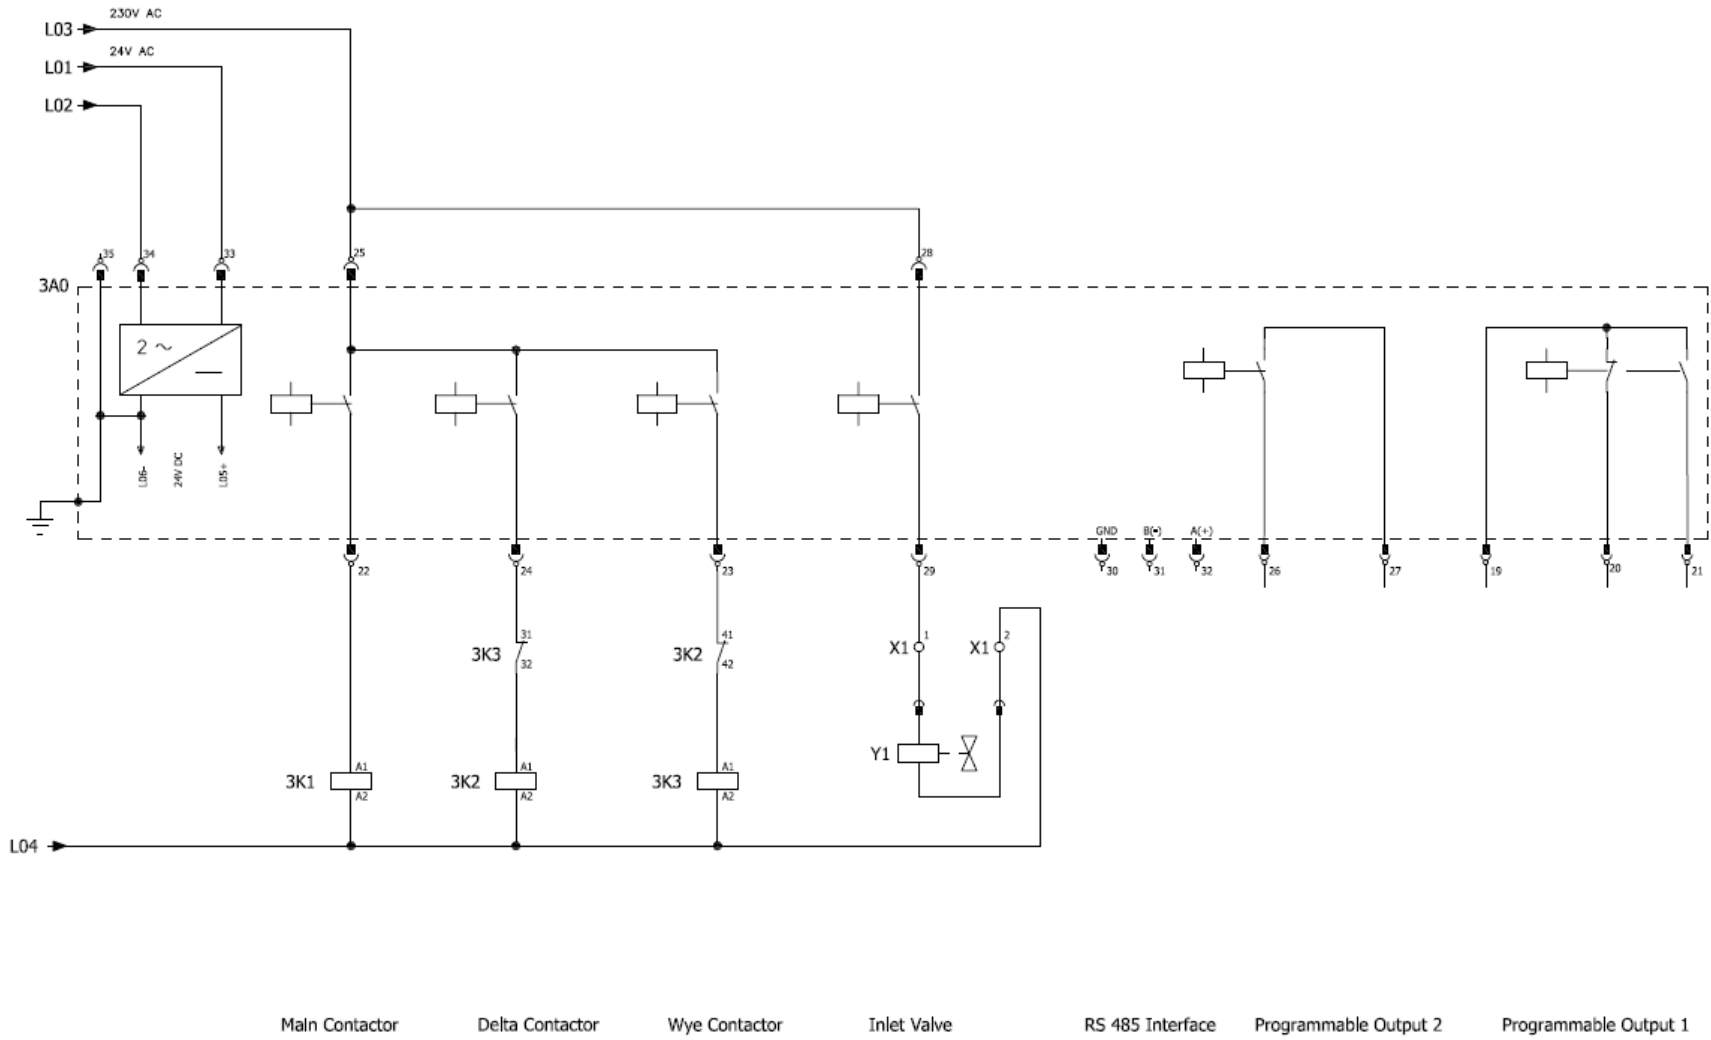 230V AC
L03
24V AC
L01
L02
35
34
33
25
28
3A0
2 ~
L06-
24V DC
L05+
GND
B(-)
A(+)
22
24
23
29
30
31
32
26
27
19
20
21
31
3K3
32
41
3K2
42
X1
1
X1
2
Y1
3K1
A1
A2
3K2
A1
A2
3K3
A1
A2
L04
Main Contactor
Delta Contactor
Wye Contactor
Inlet Valve
RS 485 Interface
Programmable Output 2
Programmable Output 1